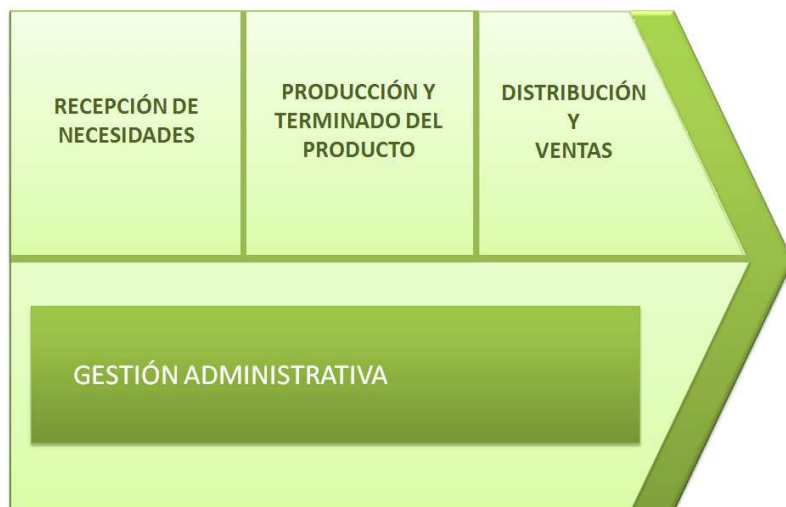 RECEPCIÓN DE
NECESIDADES
PRODUCCIÓN Y
TERMINADO DEL
PRODUCTO
DISTRIBUCIÓN
Y
VENTAS
GESTIÓN ADMINISTRATIVA